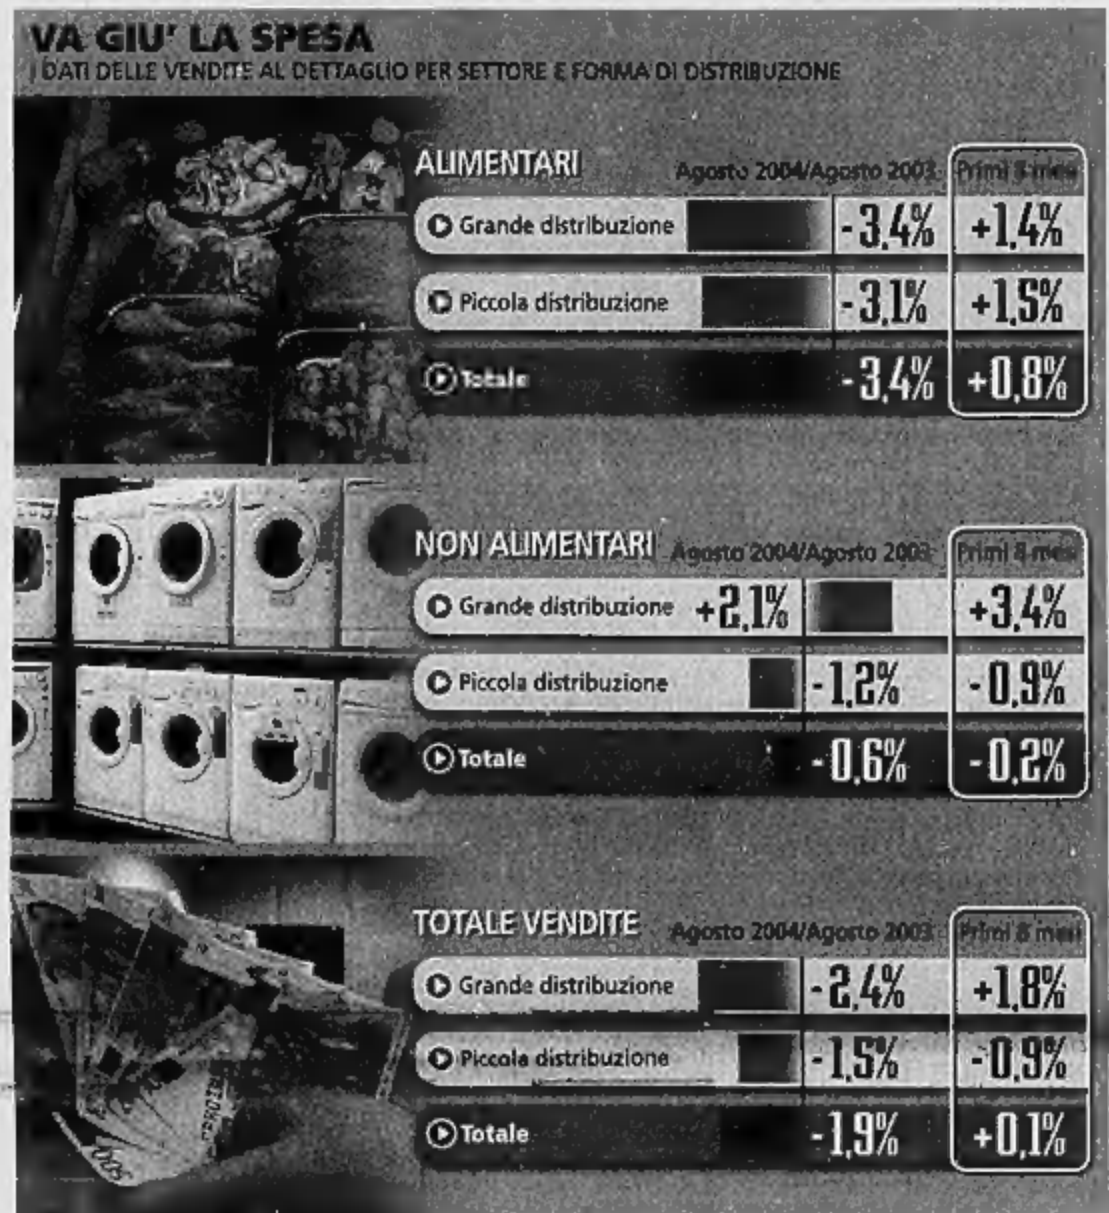 VA GIU' LA SPESA
I DATI DELLE VENDITE AL DETTAGLIO PER SETTORE E FORMA DI DISTRIBUZIONE
ALIMENTARI Agosto 2004/Agosto 2003 Primi 8 mesi
Grande distribuzione -3,4% +1,4%
Piccola distribuzione -3,1% +1,5%
Totale -3,4% +0,8%
NON ALIMENTARI Agosto 2004/Agosto 2003 Primi 8 mesi
Grande distribuzione +2,1% +3,4%
Piccola distribuzione -1,2% -0,9%
Totale -0,6% -0,2%
TOTALE VENDITE Agosto 2004/Agosto 2003 Primi 8 mesi
Grande distribuzione -2,4% +1,8%
Piccola distribuzione -1,5% -0,9%
Totale -1,9% +0,1%